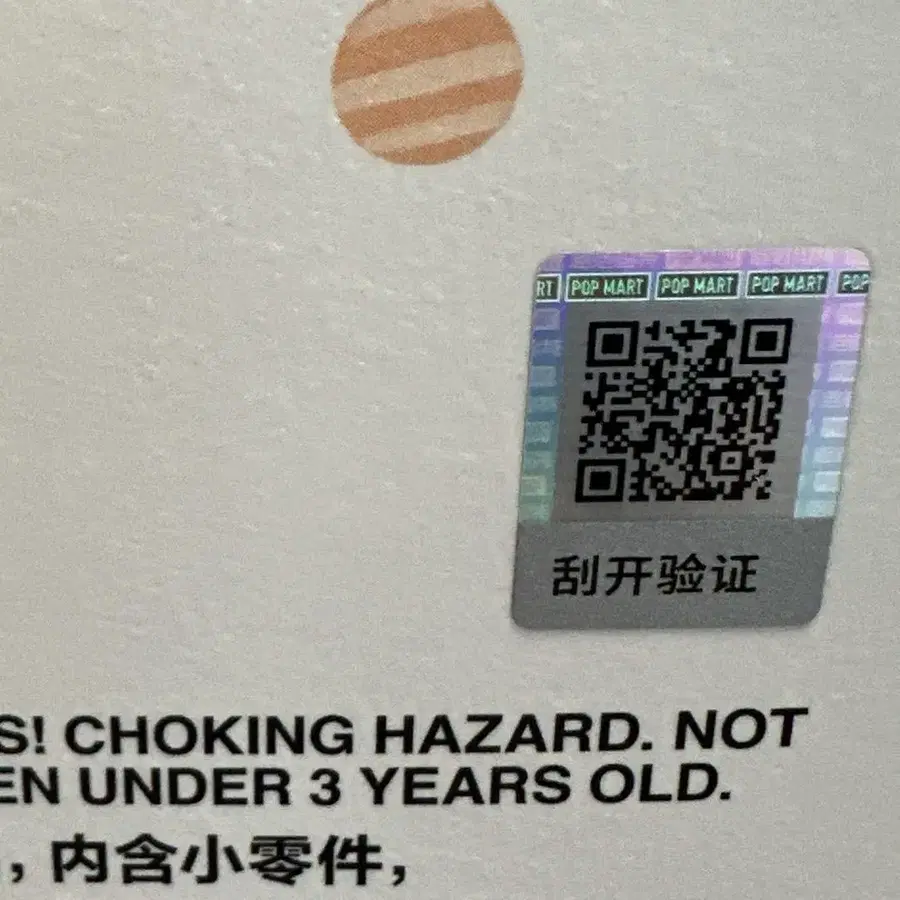 RT POP MART POP MART POP MART POP
刮开验证
S! CHOKING HAZARD. NOT
EN UNDER 3 YEARS OLD.
, 内含小零件,